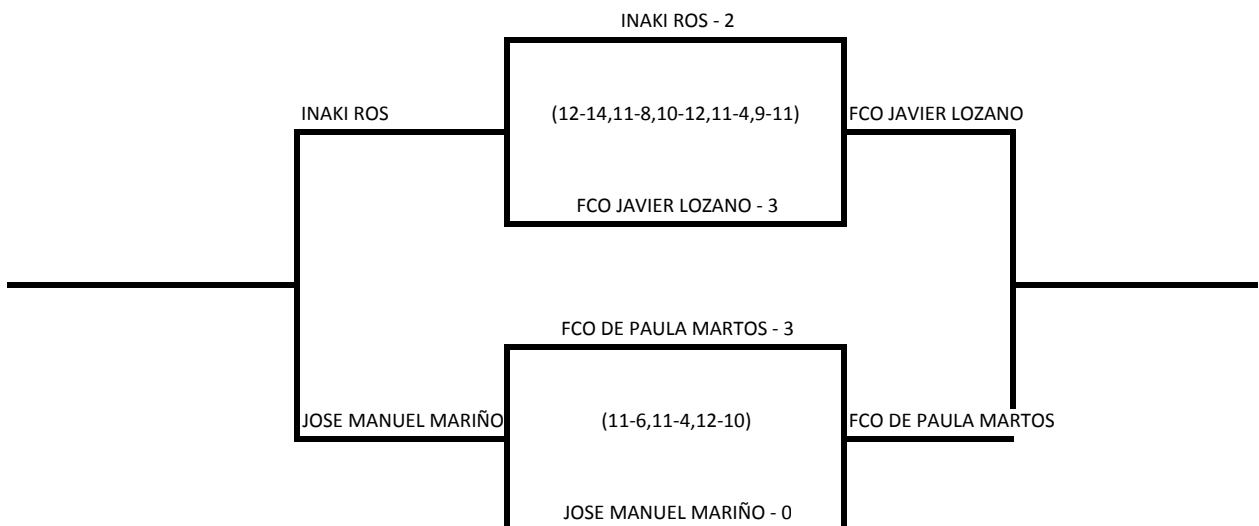 INAKI ROS - 2
INAKI ROS
(12-14,11-8,10-12,11-4,9-11)
FCO JAVIER LOZANO
FCO JAVIER LOZANO - 3
FCO DE PAULA MARTOS - 3
JOSE MANUEL MARIÑO
(11-6,11-4,12-10)
FCO DE PAULA MARTOS
JOSE MANUEL MARIÑO - 0